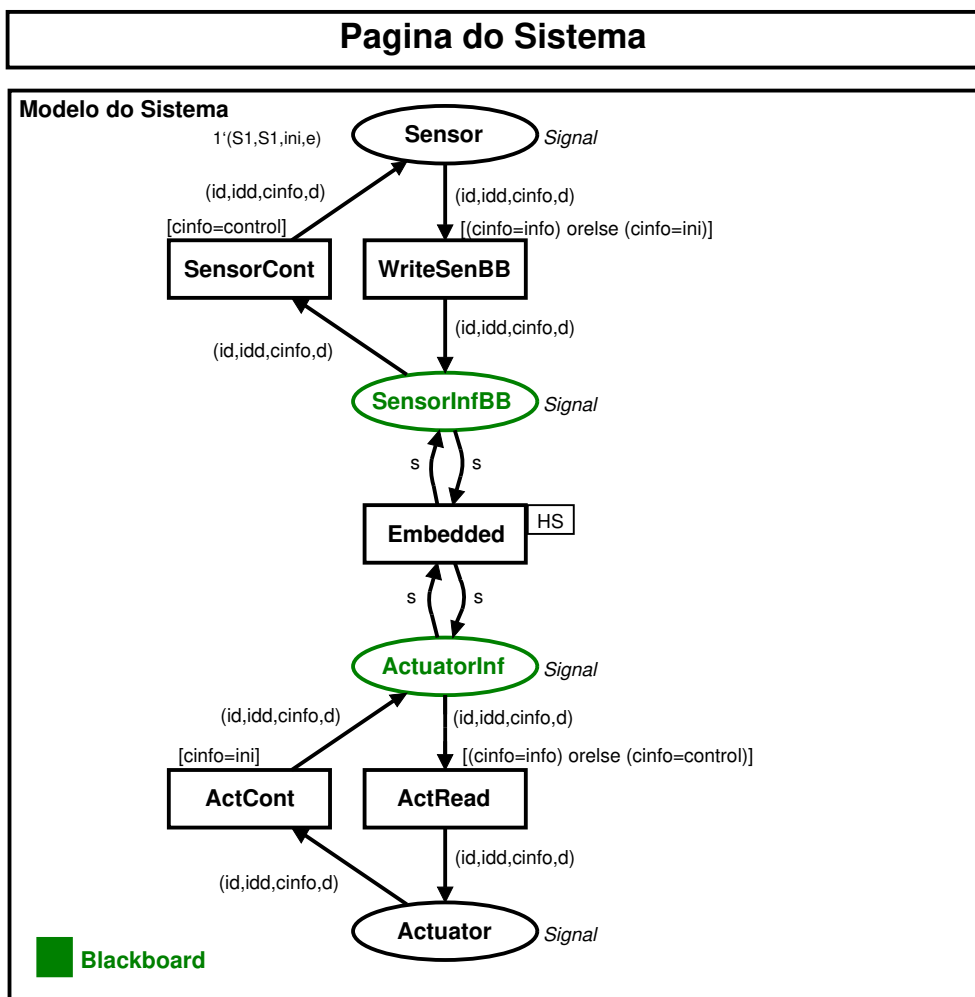 Pagina do Sistema
Modelo do Sistema
1‘(S1,S1,ini,e)
Sensor
Signal
(id,idd,cinfo,d)
(id,idd,cinfo,d)
[cinfo=control]
[(cinfo=info) orelse (cinfo=ini)]
SensorCont
WriteSenBB
(id,idd,cinfo,d)
(id,idd,cinfo,d)
SensorInfBB
Signal
s
s
Embedded
HS
s
s
ActuatorInf
Signal
(id,idd,cinfo,d)
(id,idd,cinfo,d)
[cinfo=ini]
[(cinfo=info) orelse (cinfo=control)]
ActCont
ActRead
(id,idd,cinfo,d)
(id,idd,cinfo,d)
Actuator
Signal
Blackboard